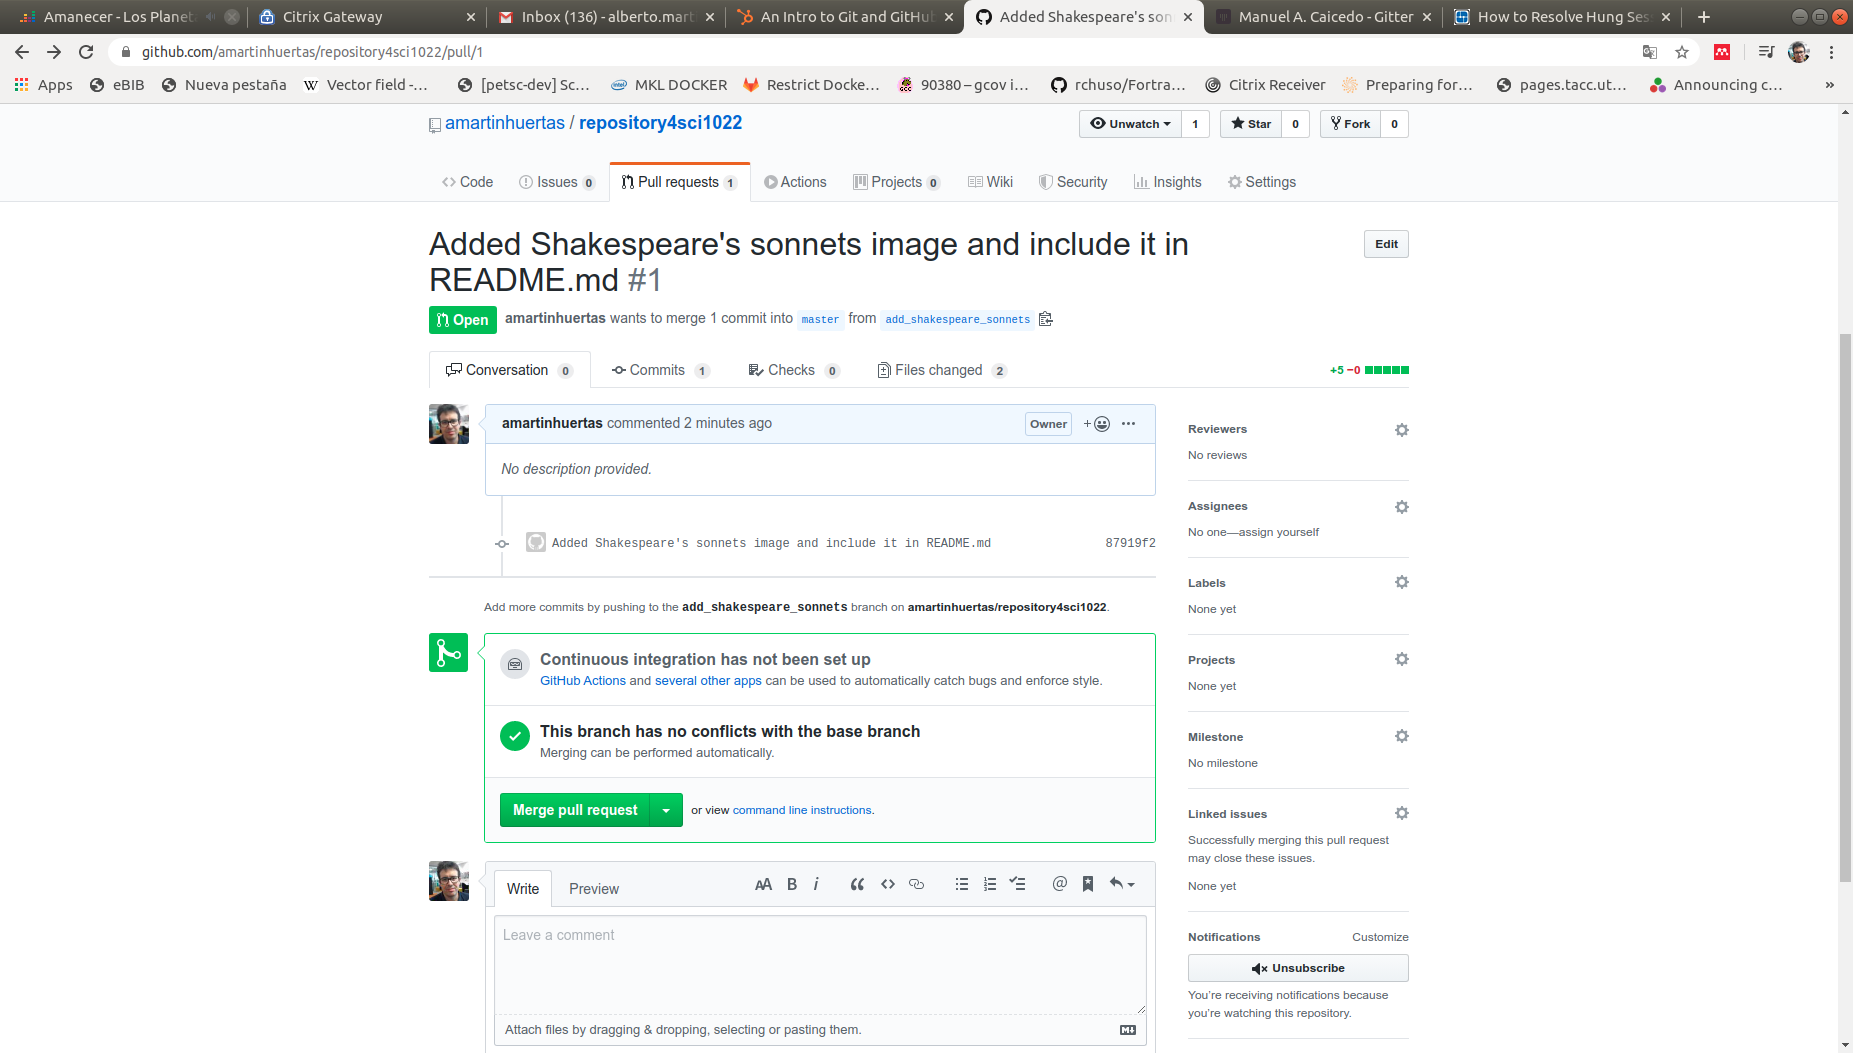 Amanecer - Los Planet
Citrix Gateway
Inbox (136) - alberto.mart
An Intro to Git and GitHub
Added Shakespeare's son
Manuel A. Caicedo - Gitter
How to Resolve Hung Ses
github.com/amartinhuertas/repository4sci1022/pull/1
Apps
eBIB
Nueva pestaña
W Vector field -...
[petsc-dev] Sc...
MKL DOCKER
Restrict Docke...
90380 – gcov i...
rchuso/Fortra...
Citrix Receiver
Preparing for...
pages.tacc.ut...
Announcing c...
»
amartinhuertas / repository4sci1022
Unwatch 1
Star 0
Fork 0
Code
Issues 0
Pull requests 1
Actions
Projects 0
Wiki
Security
Insights
Settings
Added Shakespeare's sonnets image and include it in
README.md #1
Edit
Open
amartinhuertas wants to merge 1 commit into master from add_shakespeare_sonnets
Conversation 0
Commits 1
Checks 0
Files changed 2
+5 −0
amartinhuertas commented 2 minutes ago
Owner
No description provided.
Added Shakespeare's sonnets image and include it in README.md
87919f2
Add more commits by pushing to the add_shakespeare_sonnets branch on amartinhuertas/repository4sci1022.
Continuous integration has not been set up
GitHub Actions and several other apps can be used to automatically catch bugs and enforce style.
This branch has no conflicts with the base branch
Merging can be performed automatically.
Merge pull request
or view command line instructions.
Write
Preview
AA B i
@
Leave a comment
Attach files by dragging & dropping, selecting or pasting them.
Reviewers
No reviews
Assignees
No one—assign yourself
Labels
None yet
Projects
None yet
Milestone
No milestone
Linked issues
Successfully merging this pull request
may close these issues.
None yet
Notifications
Customize
Unsubscribe
You're receiving notifications because
you're watching this repository.